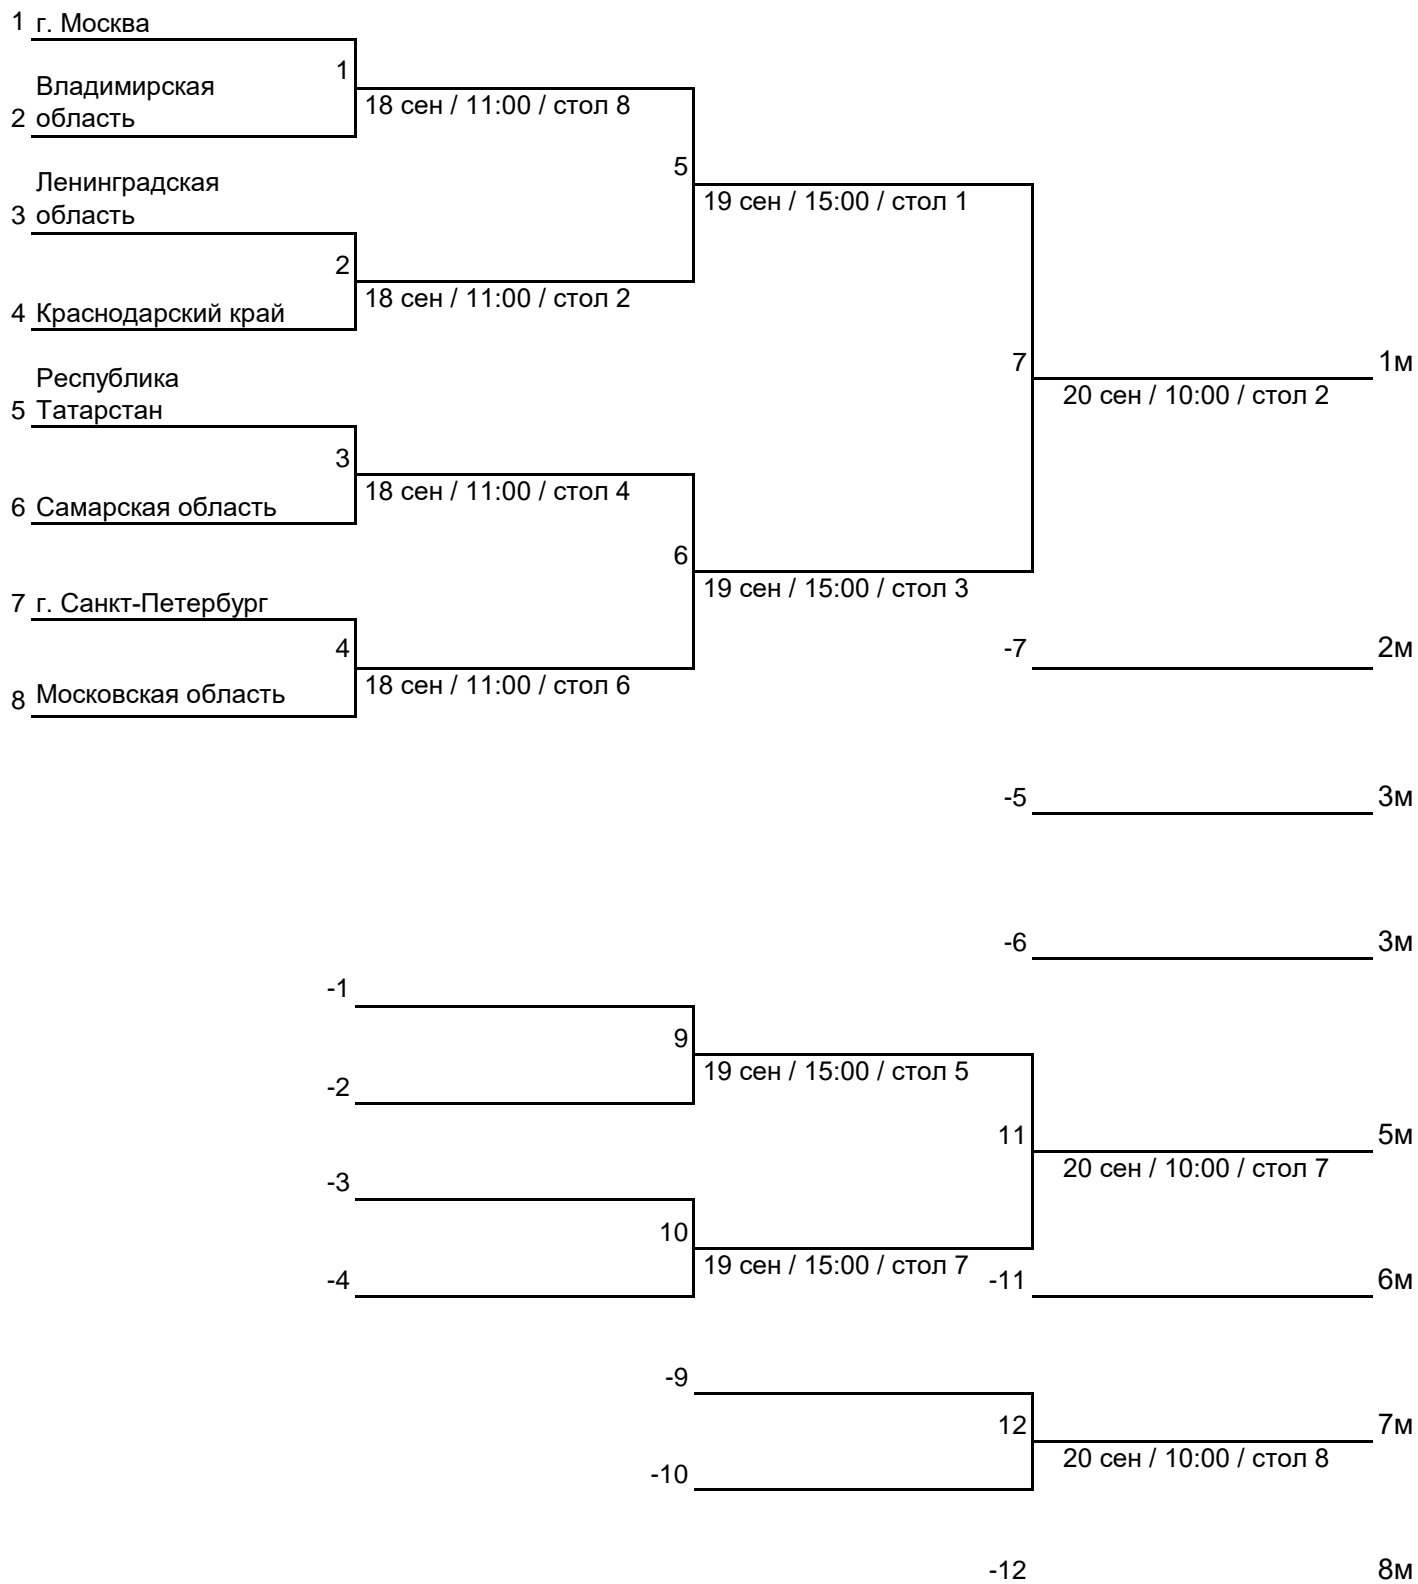 1 г. Москва
1
Владимирская
2 область
18 сен / 11:00 / стол 8
5
Ленинградская
3 область
19 сен / 15:00 / стол 1
2
4 Краснодарский край
18 сен / 11:00 / стол 2
7
1м
20 сен / 10:00 / стол 2
Республика
5 Татарстан
3
6 Самарская область
18 сен / 11:00 / стол 4
6
19 сен / 15:00 / стол 3
7 г. Санкт-Петербург
4
8 Московская область
18 сен / 11:00 / стол 6
-7 2м
-5 3м
-6 3м
-1
9
19 сен / 15:00 / стол 5
-2
11 5м
20 сен / 10:00 / стол 7
-3
10
19 сен / 15:00 / стол 7
-4
-11 6м
-9
12 7м
20 сен / 10:00 / стол 8
-10
-12 8м